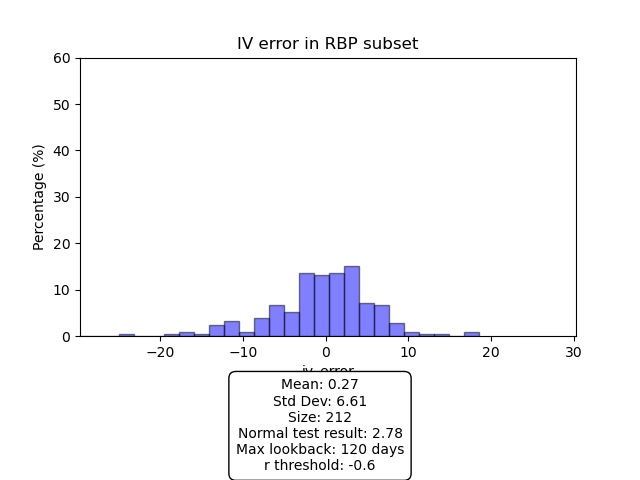 IV error in RBP subset
60
50
40
30
20
10
0
Percentage (%)
−20
−10
0
10
20
30
iv_error
Mean: 0.27
Std Dev: 6.61
Size: 212
Normal test result: 2.78
Max lookback: 120 days
r threshold: -0.6